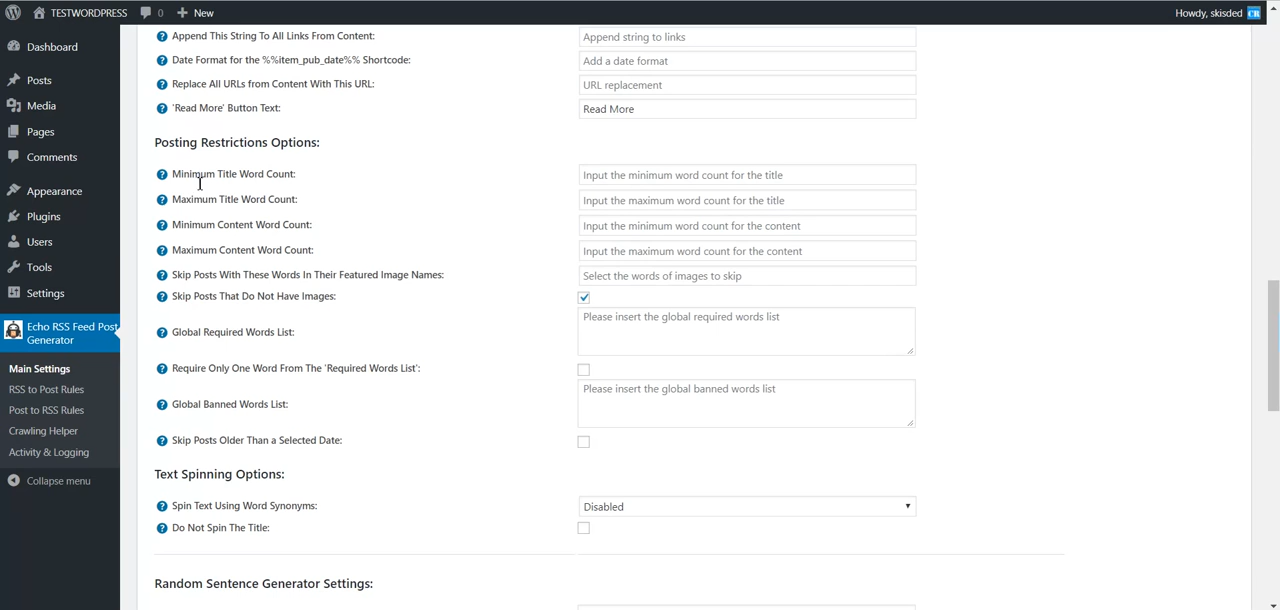 TESTWORDPRESS 0 New Howdy, skisded CR
Dashboard
Posts
Media
Pages
Comments
Appearance
Plugins
Users
Tools
Settings
Echo RSS Feed Post
Generator
Main Settings
RSS to Post Rules
Post to RSS Rules
Crawling Helper
Activity & Logging
Collapse menu
Append This String To All Links From Content: Append string to links
Date Format for the %%item_pub_date%% Shortcode: Add a date format
Replace All URLs from Content With This URL: URL replacement
'Read More' Button Text: Read More
Posting Restrictions Options:
Minimum Title Word Count: Input the minimum word count for the title
Maximum Title Word Count: Input the maximum word count for the title
Minimum Content Word Count: Input the minimum word count for the content
Maximum Content Word Count: Input the maximum word count for the content
Skip Posts With These Words In Their Featured Image Names: Select the words of images to skip
Skip Posts That Do Not Have Images:
Global Required Words List: Please insert the global required words list
Require Only One Word From The 'Required Words List':
Global Banned Words List: Please insert the global banned words list
Skip Posts Older Than a Selected Date:
Text Spinning Options:
Spin Text Using Word Synonyms: Disabled
Do Not Spin The Title:
Random Sentence Generator Settings: